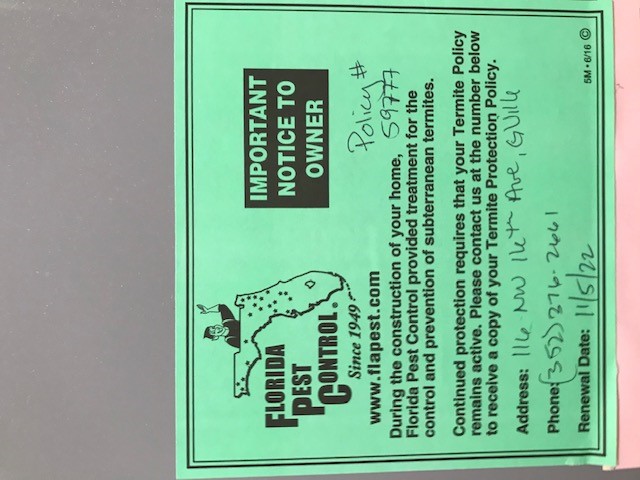 FLORIDA
PEST
CONTROL®
Since 1949
www.flapest.com
IMPORTANT
NOTICE TO
OWNER
Policy #
59777
During the construction of your home,
Florida Pest Control provided treatment for the
control and prevention of subterranean termites.
Continued protection requires that your Termite Policy
remains active. Please contact us at the number below
to receive a copy of your Termite Protection Policy.
Address: 116 NW 16th Ave, GVille
Phone: (352) 376-2661
Renewal Date: 11/5/22
5M • 6/16 ©